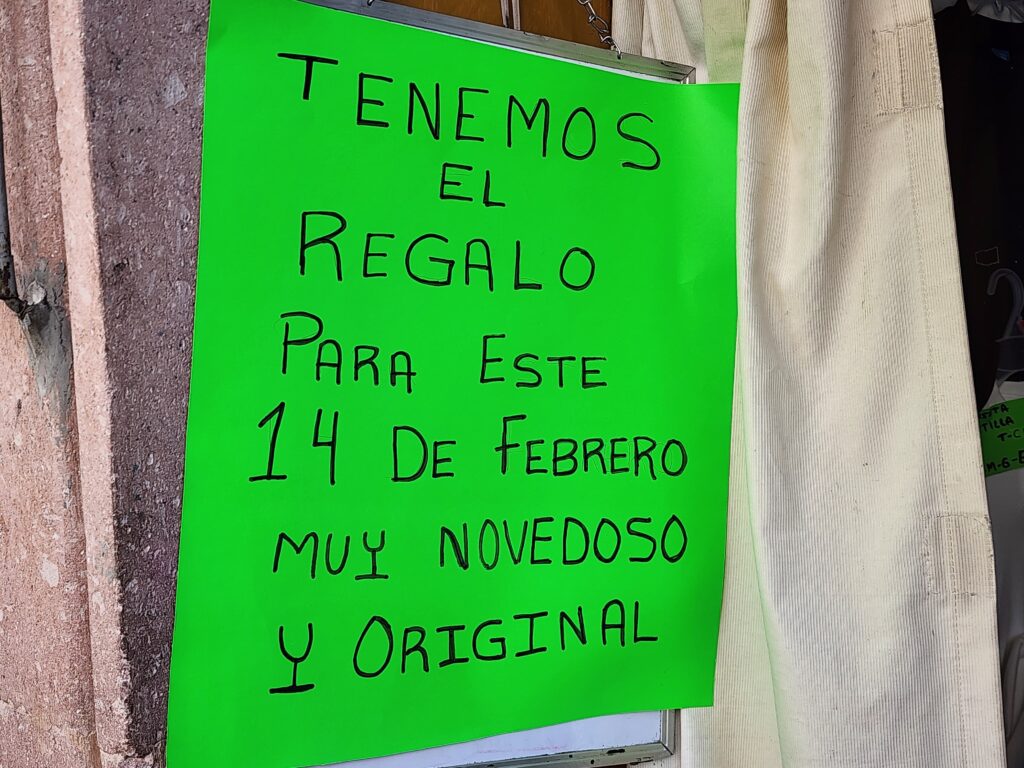 TENEMOS
EL
REGALO
PARA ESTE
14 DE FEBRERO
MUY NOVEDOSO
Y ORIGINAL